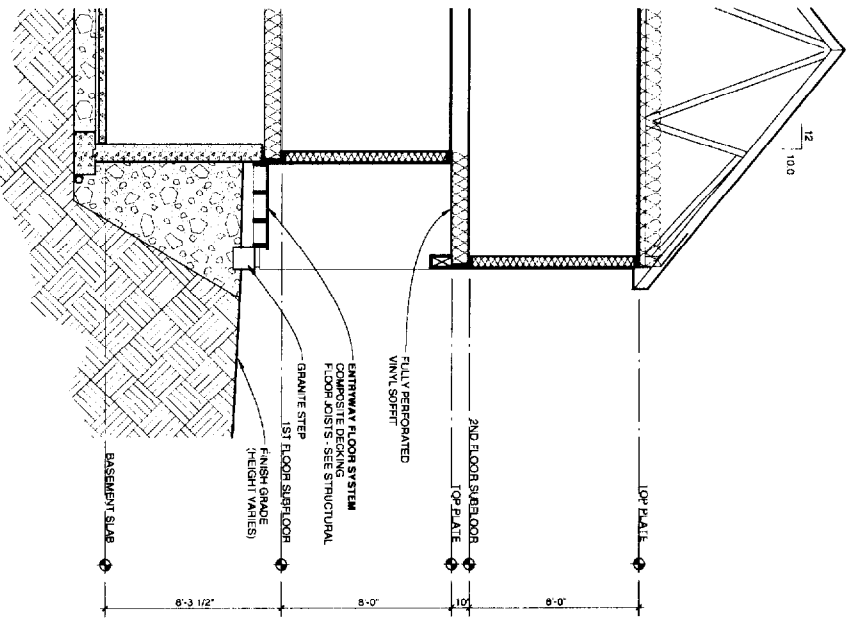 12
10.0
TOP PLATE
8'-0"
2ND FLOOR SUBFLOOR
10"
TOP PLATE
FULLY PERFORATED
VINYL SOFFIT
8'-0"
ENTRYWAY FLOOR SYSTEM
COMPOSITE DECKING
FLOOR JOISTS - SEE STRUCTURAL
GRANITE STEP
1ST FLOOR SUBFLOOR
FINISH GRADE
(HEIGHT VARIES)
8'-3 1/2"
BASEMENT SLAB